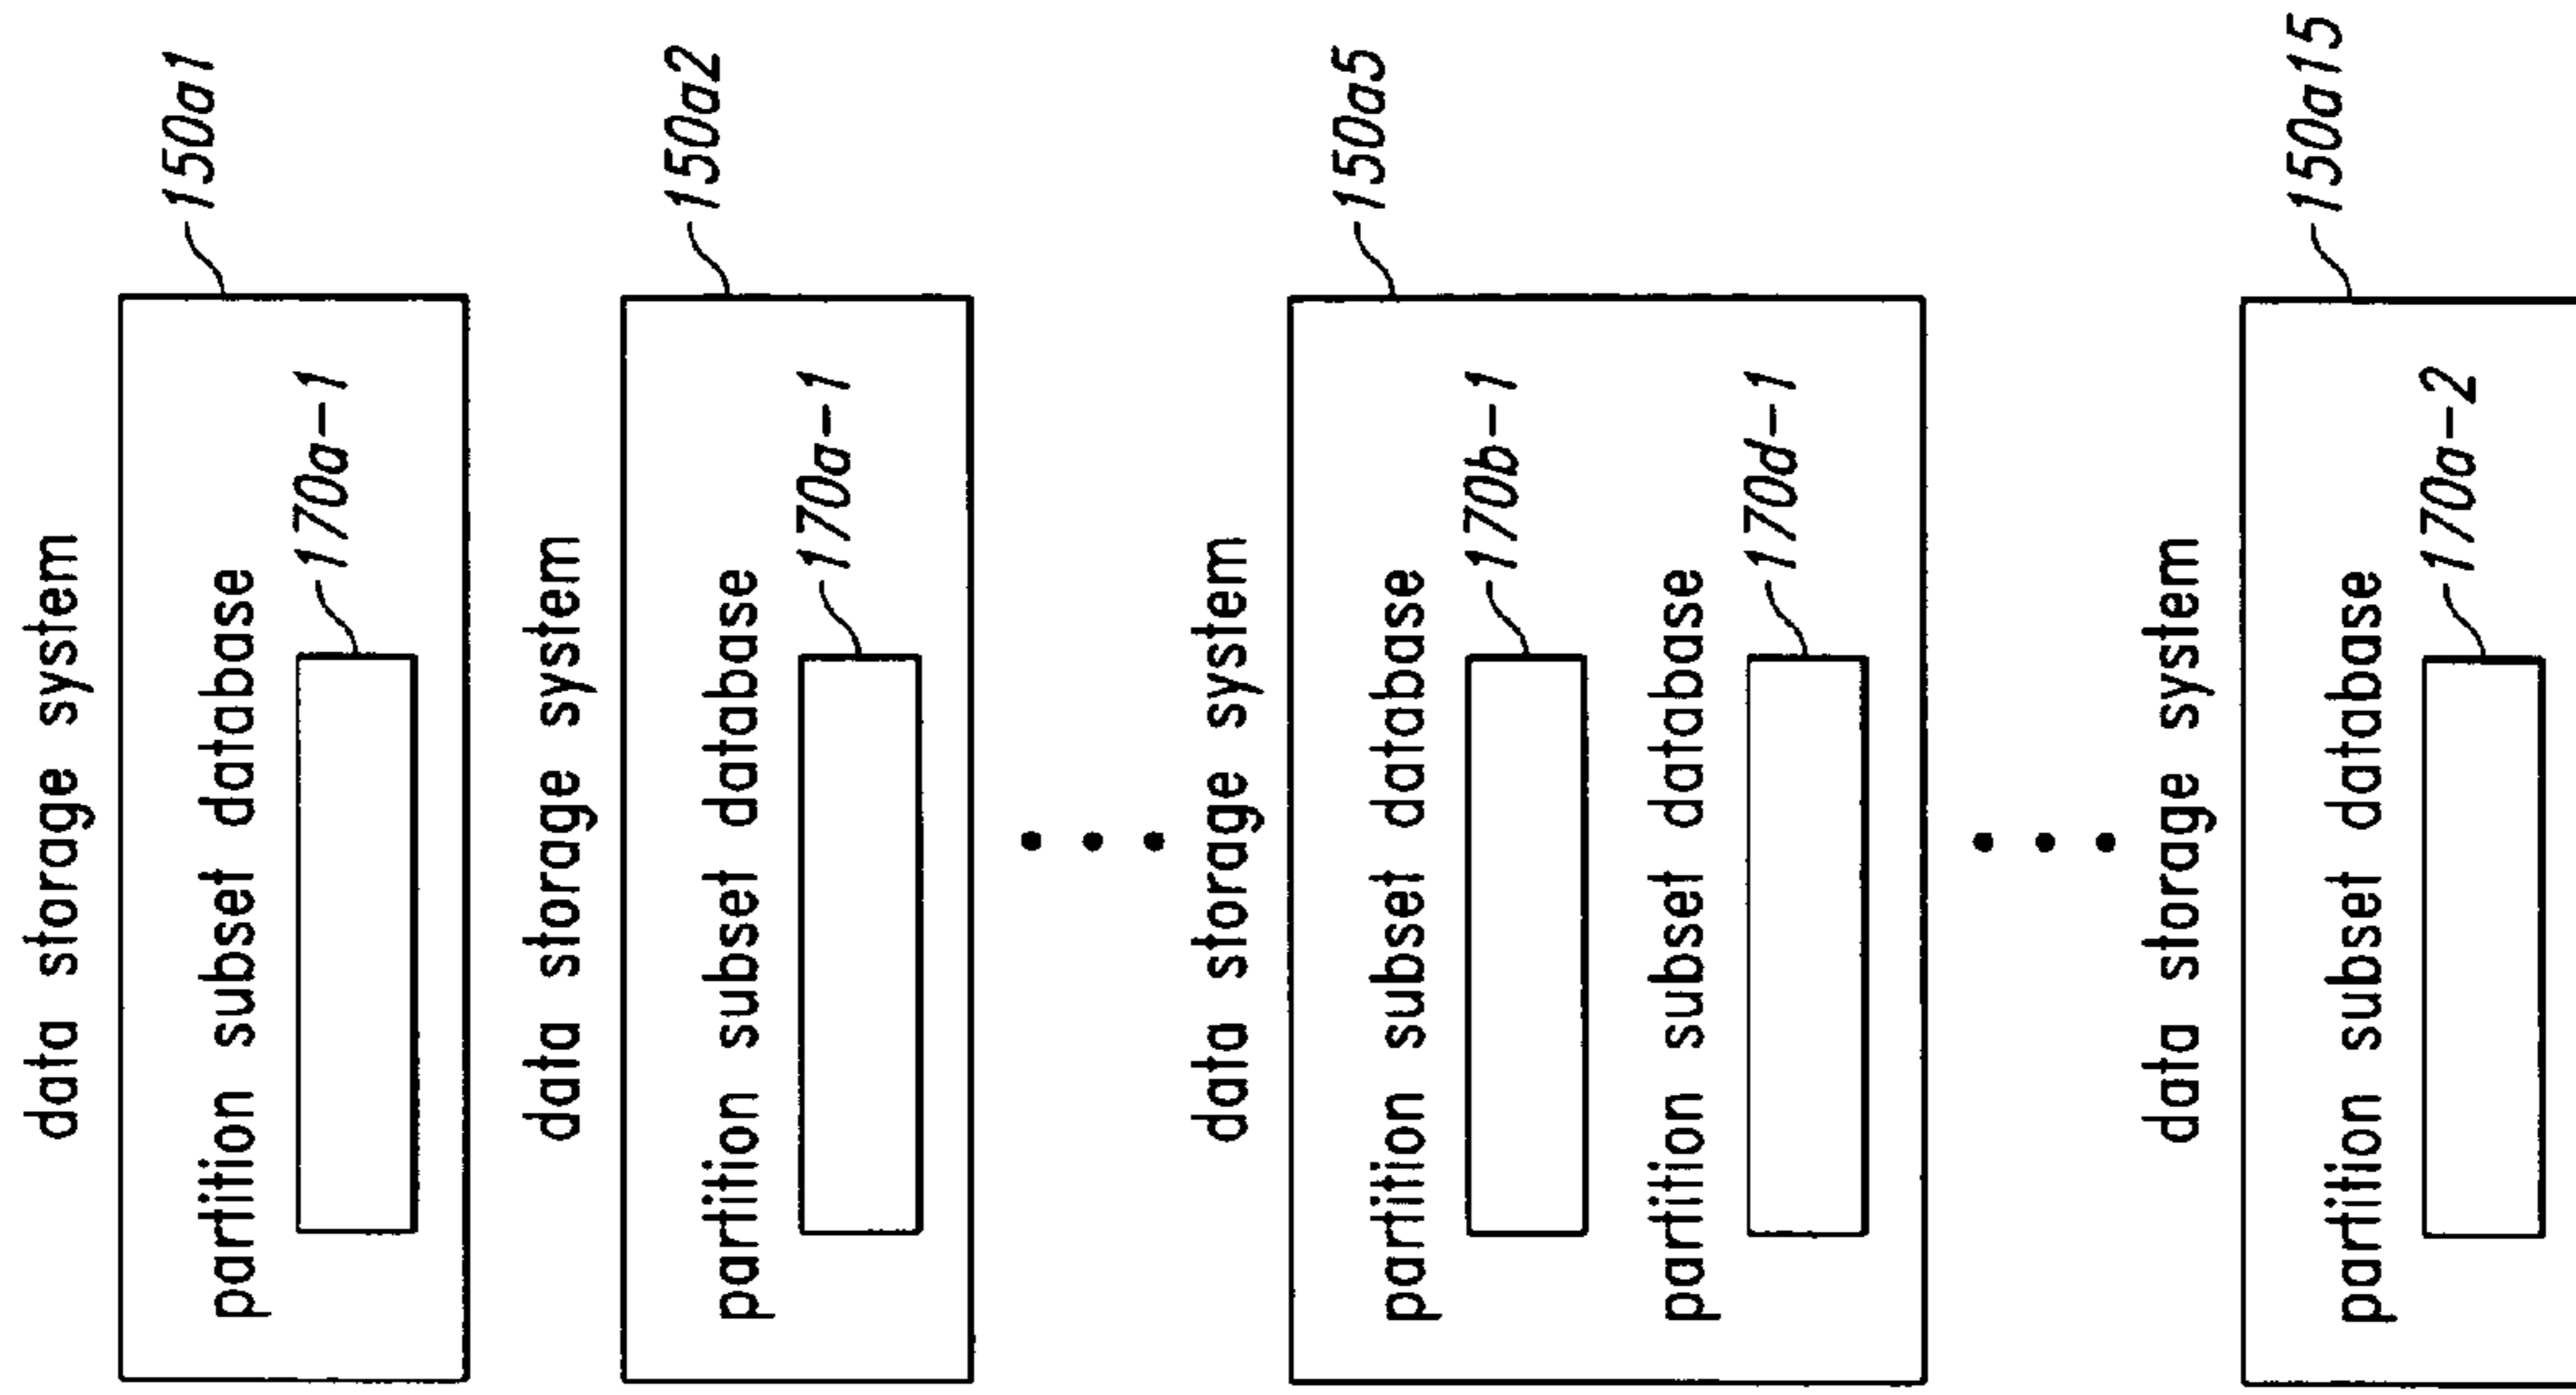 data storage system
150a1
partition subset database
170a-1
data storage system
150a2
partition subset database
170a-1
data storage system
150a5
partition subset database
170b-1
partition subset database
170d-1
data storage system
150a15
partition subset database
170a-2